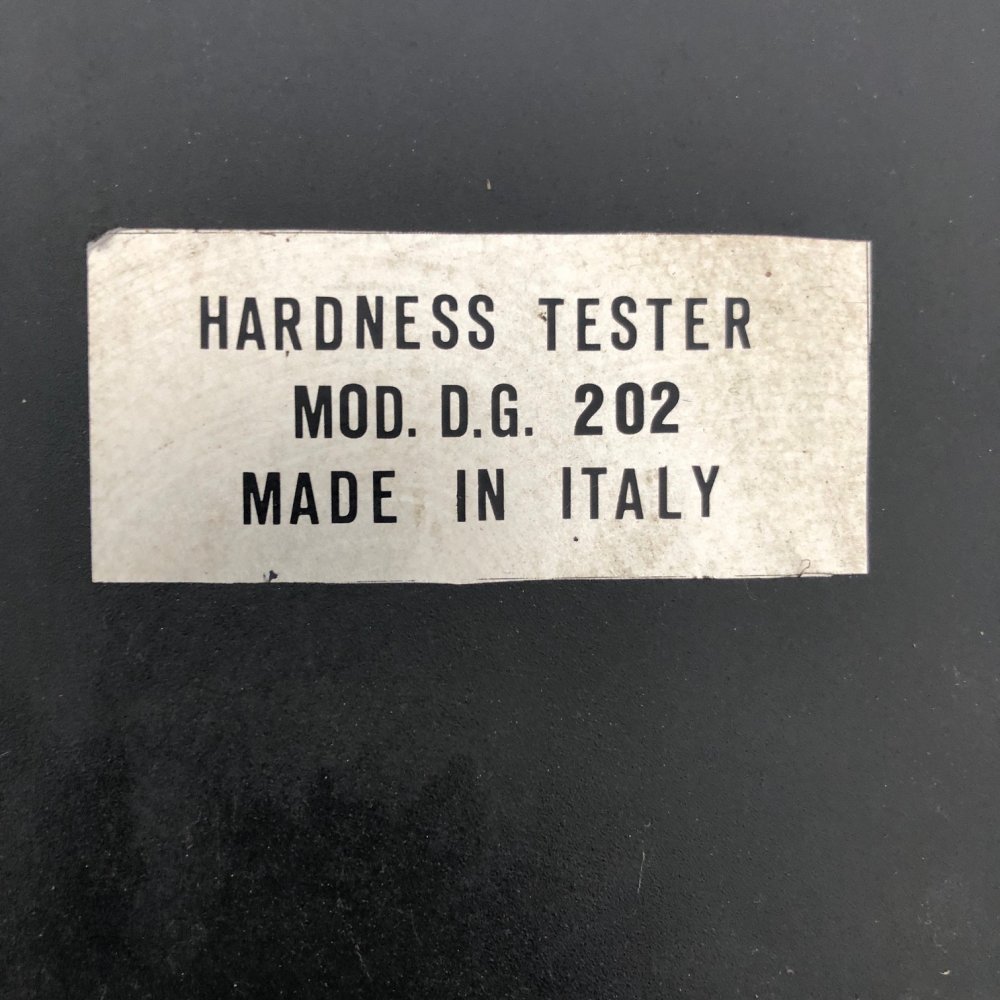 HARDNESS TESTER
MOD. D.G. 202
MADE IN ITALY